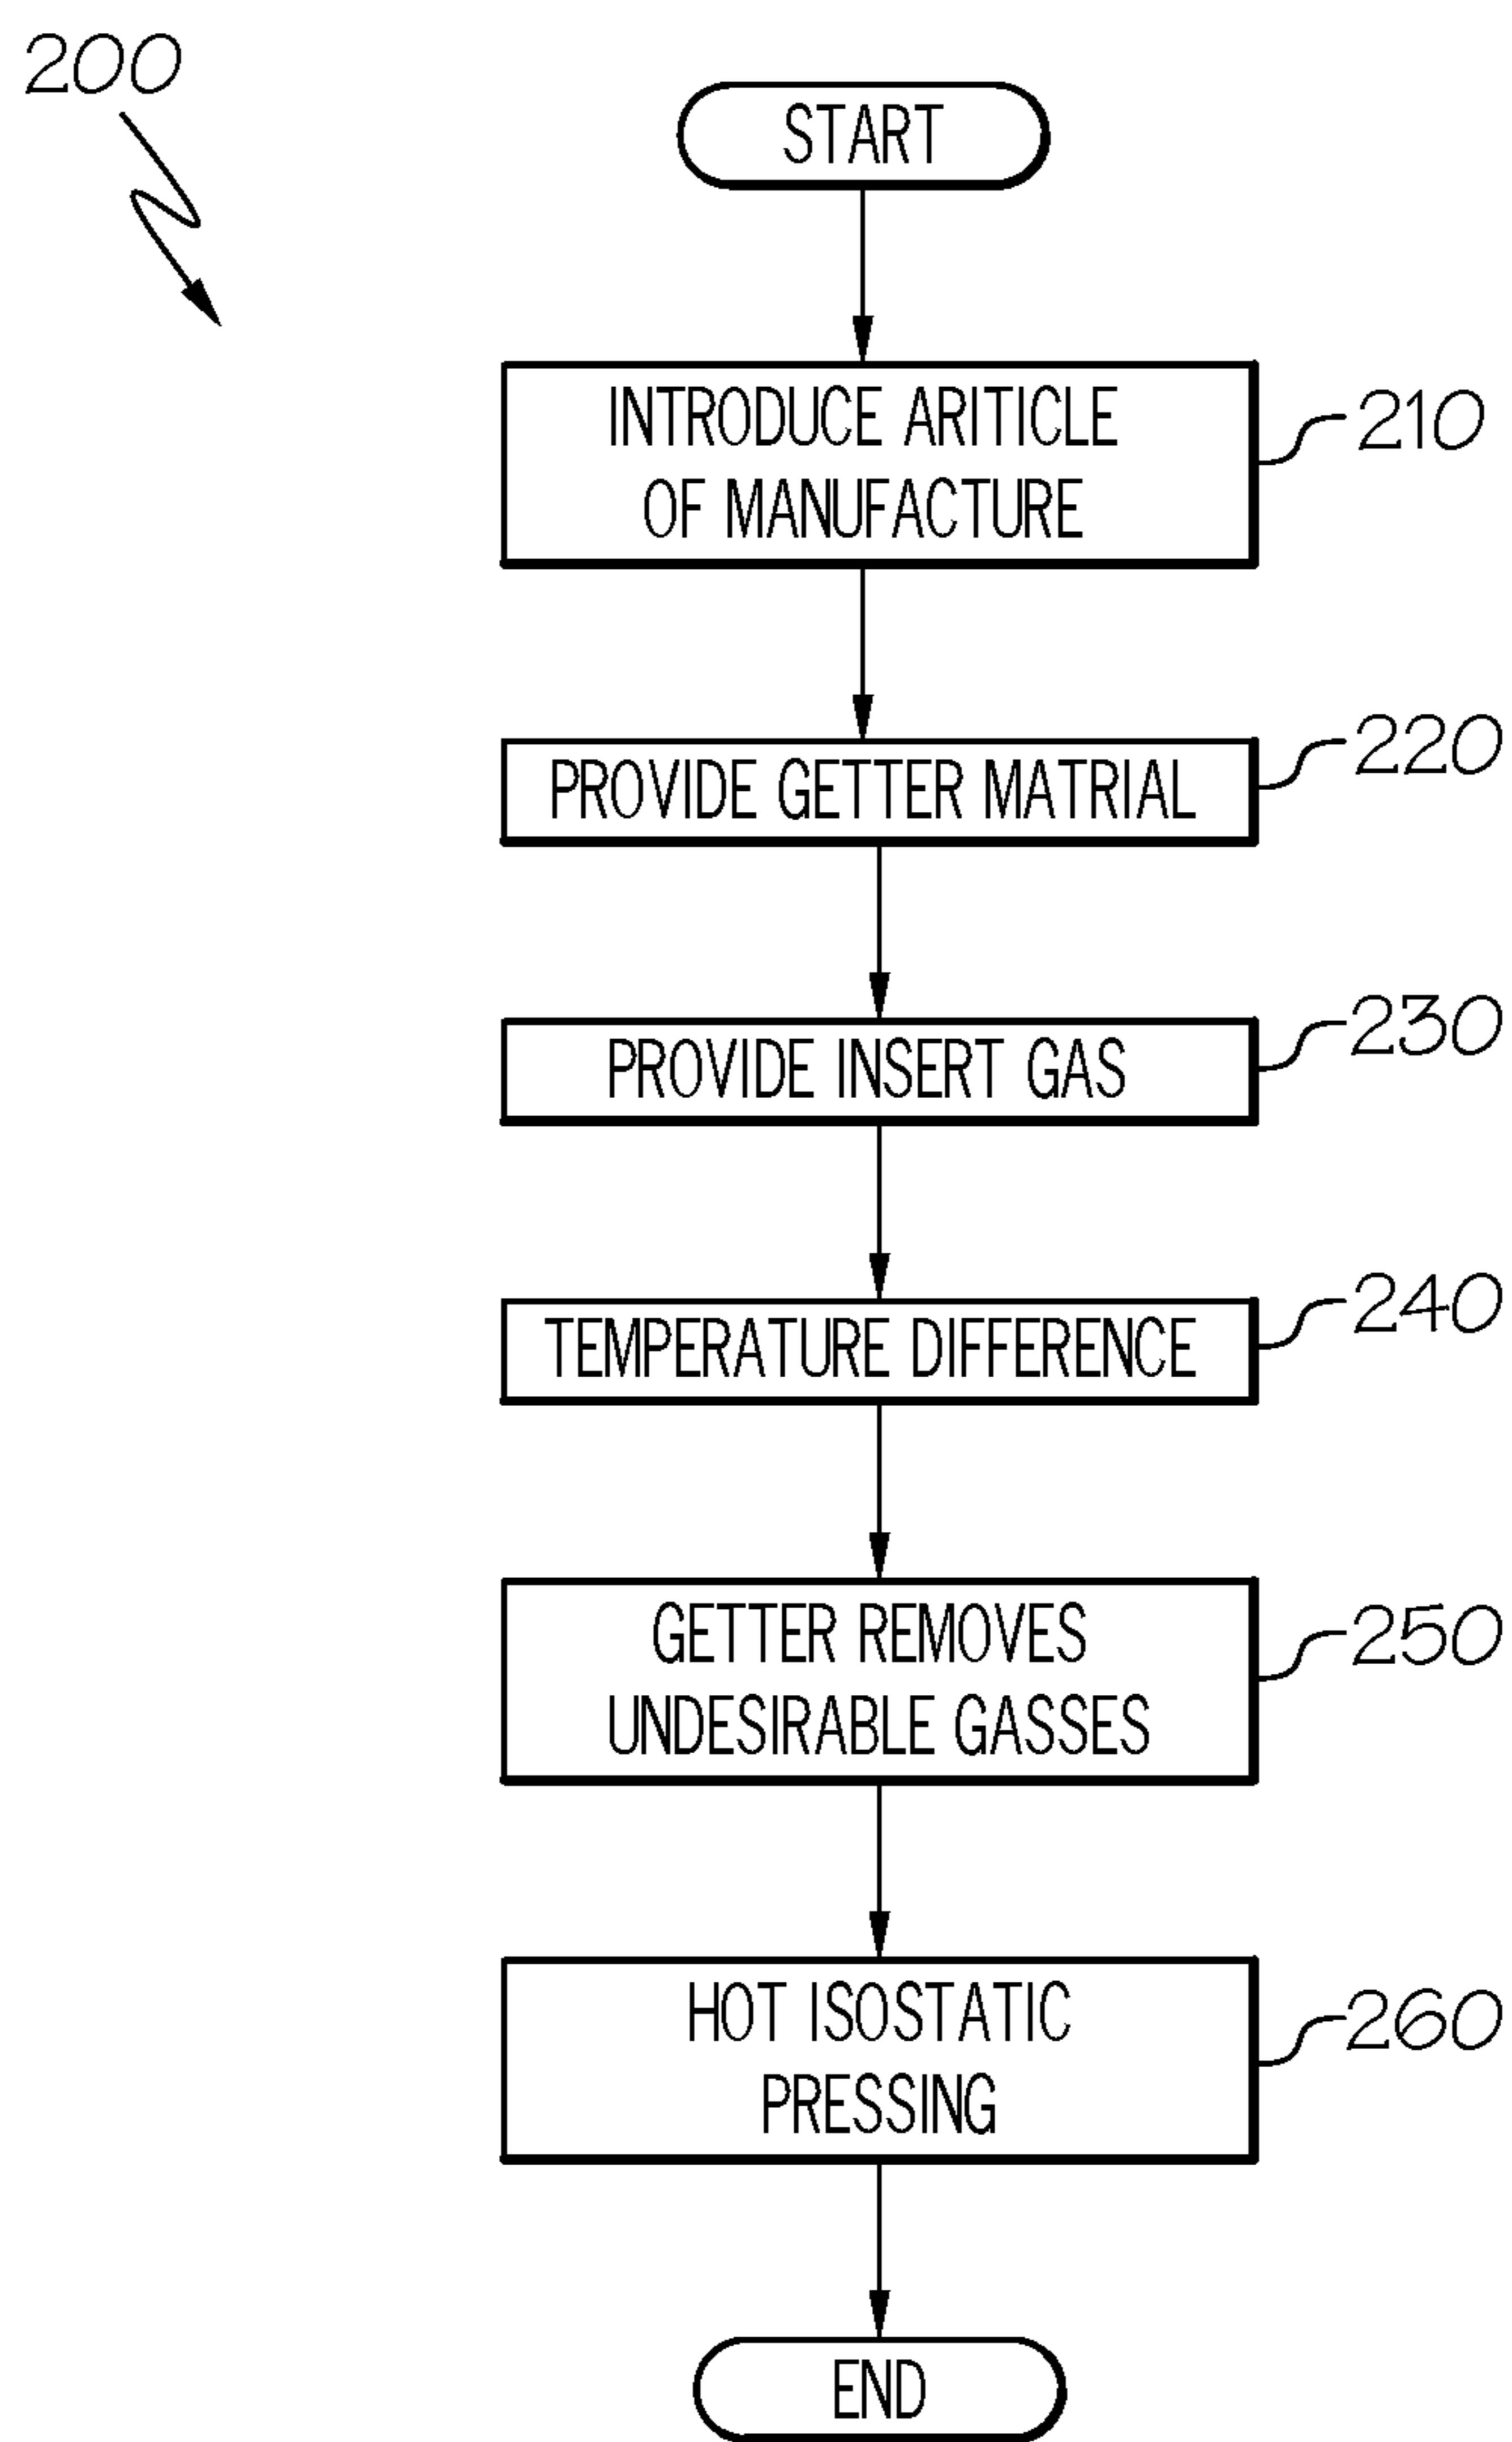 200
START
INTRODUCE ARITICLE
OF MANUFACTURE
210
PROVIDE GETTER MATRIAL
220
PROVIDE INSERT GAS
230
TEMPERATURE DIFFERENCE
240
GETTER REMOVES
UNDESIRABLE GASSES
250
HOT ISOSTATIC
PRESSING
260
END